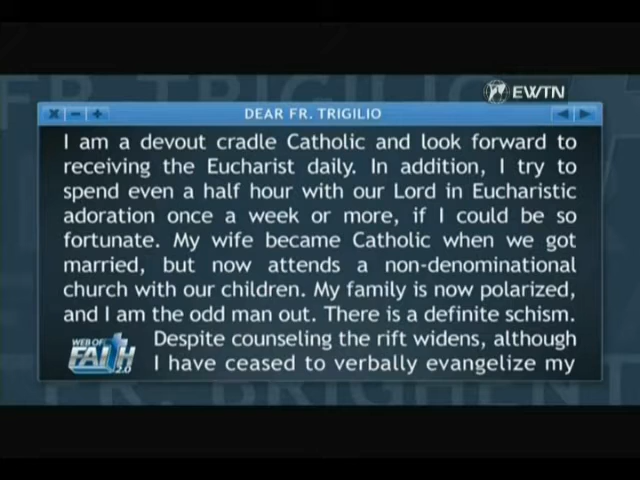 EWTN
DEAR FR. TRIGILIO
I am a devout cradle Catholic and look forward to
receiving the Eucharist daily. In addition, I try to
spend even a half hour with our Lord in Eucharistic
adoration once a week or more, if I could be so
fortunate. My wife became Catholic when we got
married, but now attends a non-denominational
church with our children. My family is now polarized,
and I am the odd man out. There is a definite schism.
Despite counseling the rift widens, although
I have ceased to verbally evangelize my
WEB OF
FAITH
2.0